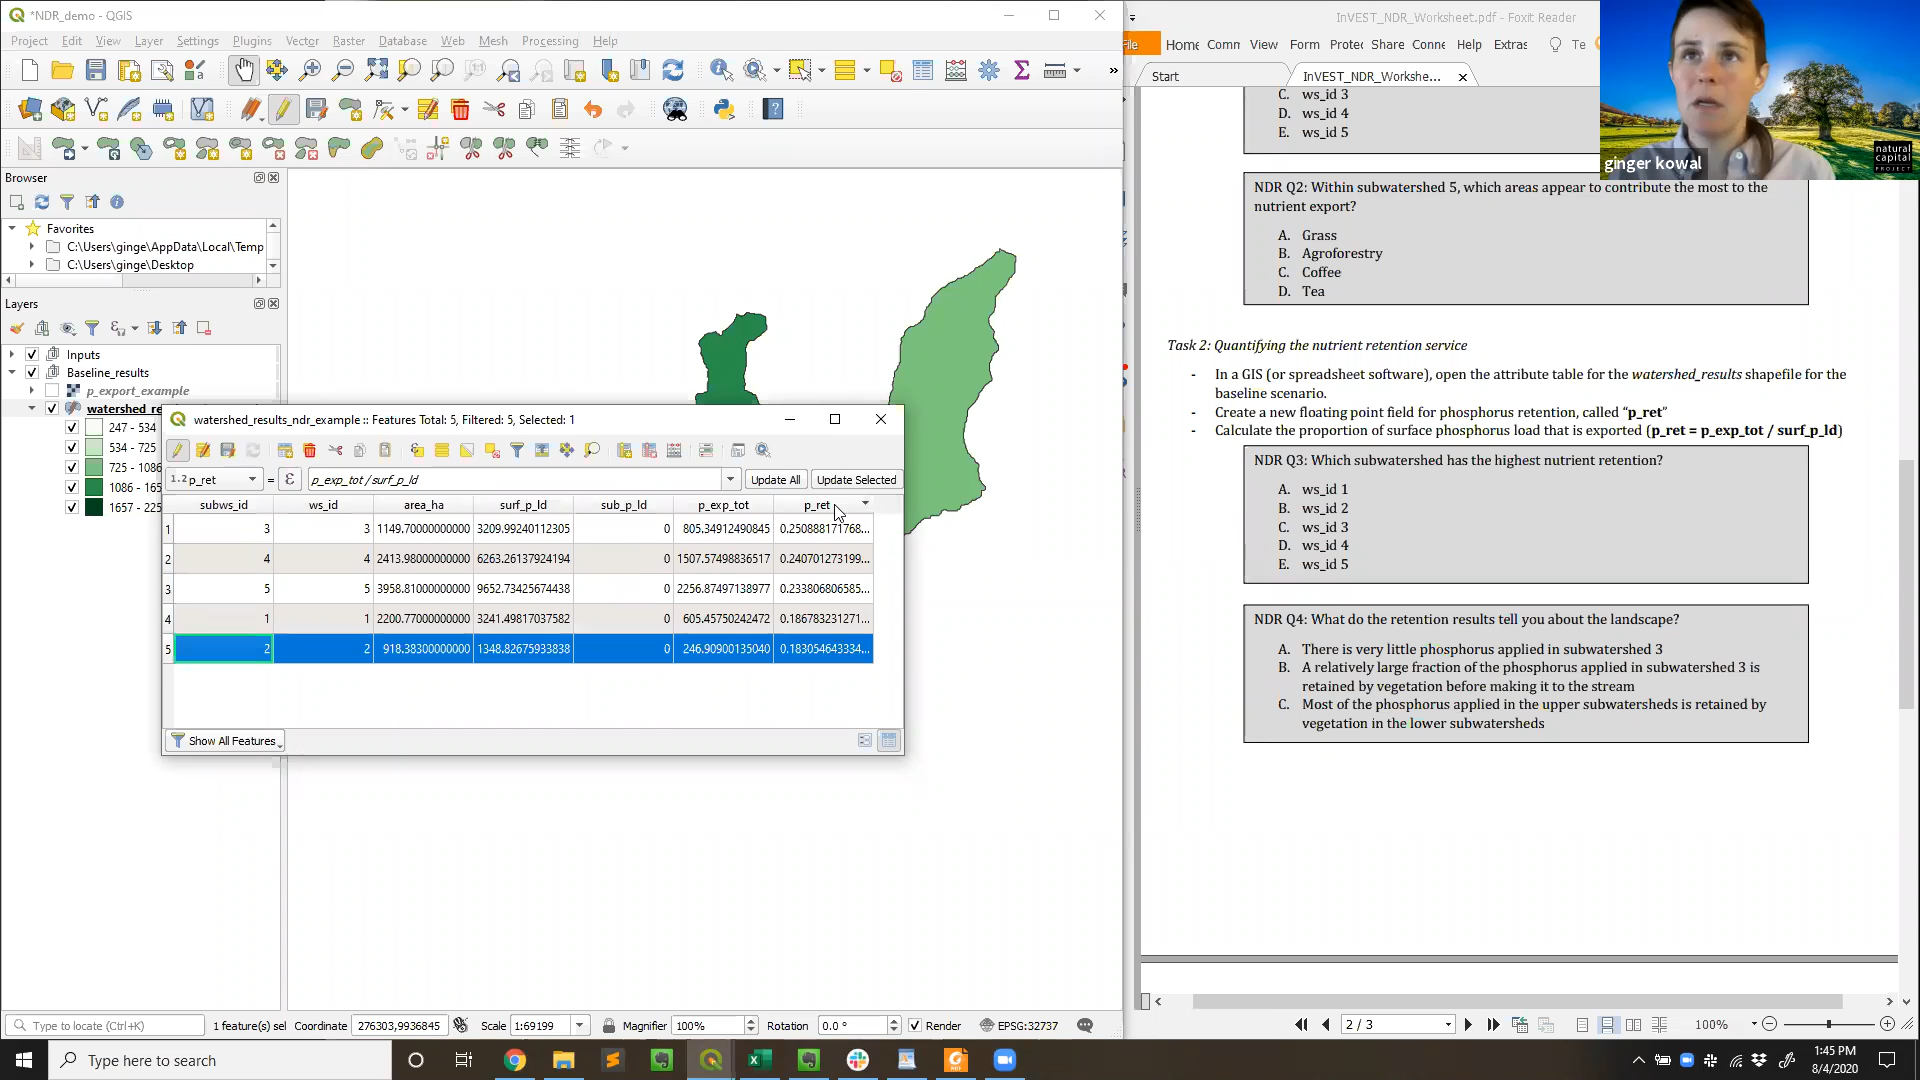 *NDR_demo - QGIS
Project Edit View Layer Settings Plugins Vector Raster Database Web Mesh Processing Help
Browser
Favorites
C:\Users\ginge\AppData\Local\Temp
C:\Users\ginge\Desktop
Layers
Inputs
Baseline_results
p_export_example
watershed_re
247 - 534
534 - 725
725 - 1086
1086 - 165
1657 - 225
watershed_results_ndr_example :: Features Total: 5, Filtered: 5, Selected: 1
1.2 p_ret = ε p_exp_tot / surf_p_ld Update All Update Selected
subws_id ws_id area_ha surf_p_ld sub_p_ld p_exp_tot p_ret
1 3 3 1149.70000000000 3209.99240112305 0 805.34912490845 0.250888171768...
2 4 4 2413.98000000000 6263.26137924194 0 1507.57498836517 0.240701273199...
3 5 5 3958.81000000000 9652.73425674438 0 2256.87497138977 0.233806806585...
4 1 1 2200.77000000000 3241.49817037582 0 605.45750242472 0.186783231271...
5 2 2 918.38300000000 1348.82675933838 0 246.90900135040 0.183054643334...
Show All Features
Type to locate (Ctrl+K) 1 feature(s) sel Coordinate 276303,9936845 Scale 1:69199 Magnifier 100% Rotation 0.0 ° Render EPSG:32737
InVEST_NDR_Worksheet.pdf - Foxit Reader
File Home Comm View Form Protec Share Conne Help Extras Te
Start InVEST_NDR_Workshe...
C. ws_id 3
D. ws_id 4
E. ws_id 5
NDR Q2: Within subwatershed 5, which areas appear to contribute the most to the
nutrient export?
A. Grass
B. Agroforestry
C. Coffee
D. Tea
Task 2: Quantifying the nutrient retention service
- In a GIS (or spreadsheet software), open the attribute table for the watershed_results shapefile for the
baseline scenario.
- Create a new floating point field for phosphorus retention, called "p_ret"
- Calculate the proportion of surface phosphorus load that is exported (p_ret = p_exp_tot / surf_p_ld)
NDR Q3: Which subwatershed has the highest nutrient retention?
A. ws_id 1
B. ws_id 2
C. ws_id 3
D. ws_id 4
E. ws_id 5
NDR Q4: What do the retention results tell you about the landscape?
A. There is very little phosphorus applied in subwatershed 3
B. A relatively large fraction of the phosphorus applied in subwatershed 3 is
retained by vegetation before making it to the stream
C. Most of the phosphorus applied in the upper subwatersheds is retained by
vegetation in the lower subwatersheds
2 / 3 100%
ginger kowal
natural
capital
PROJECT
Type here to search
1:45 PM
8/4/2020